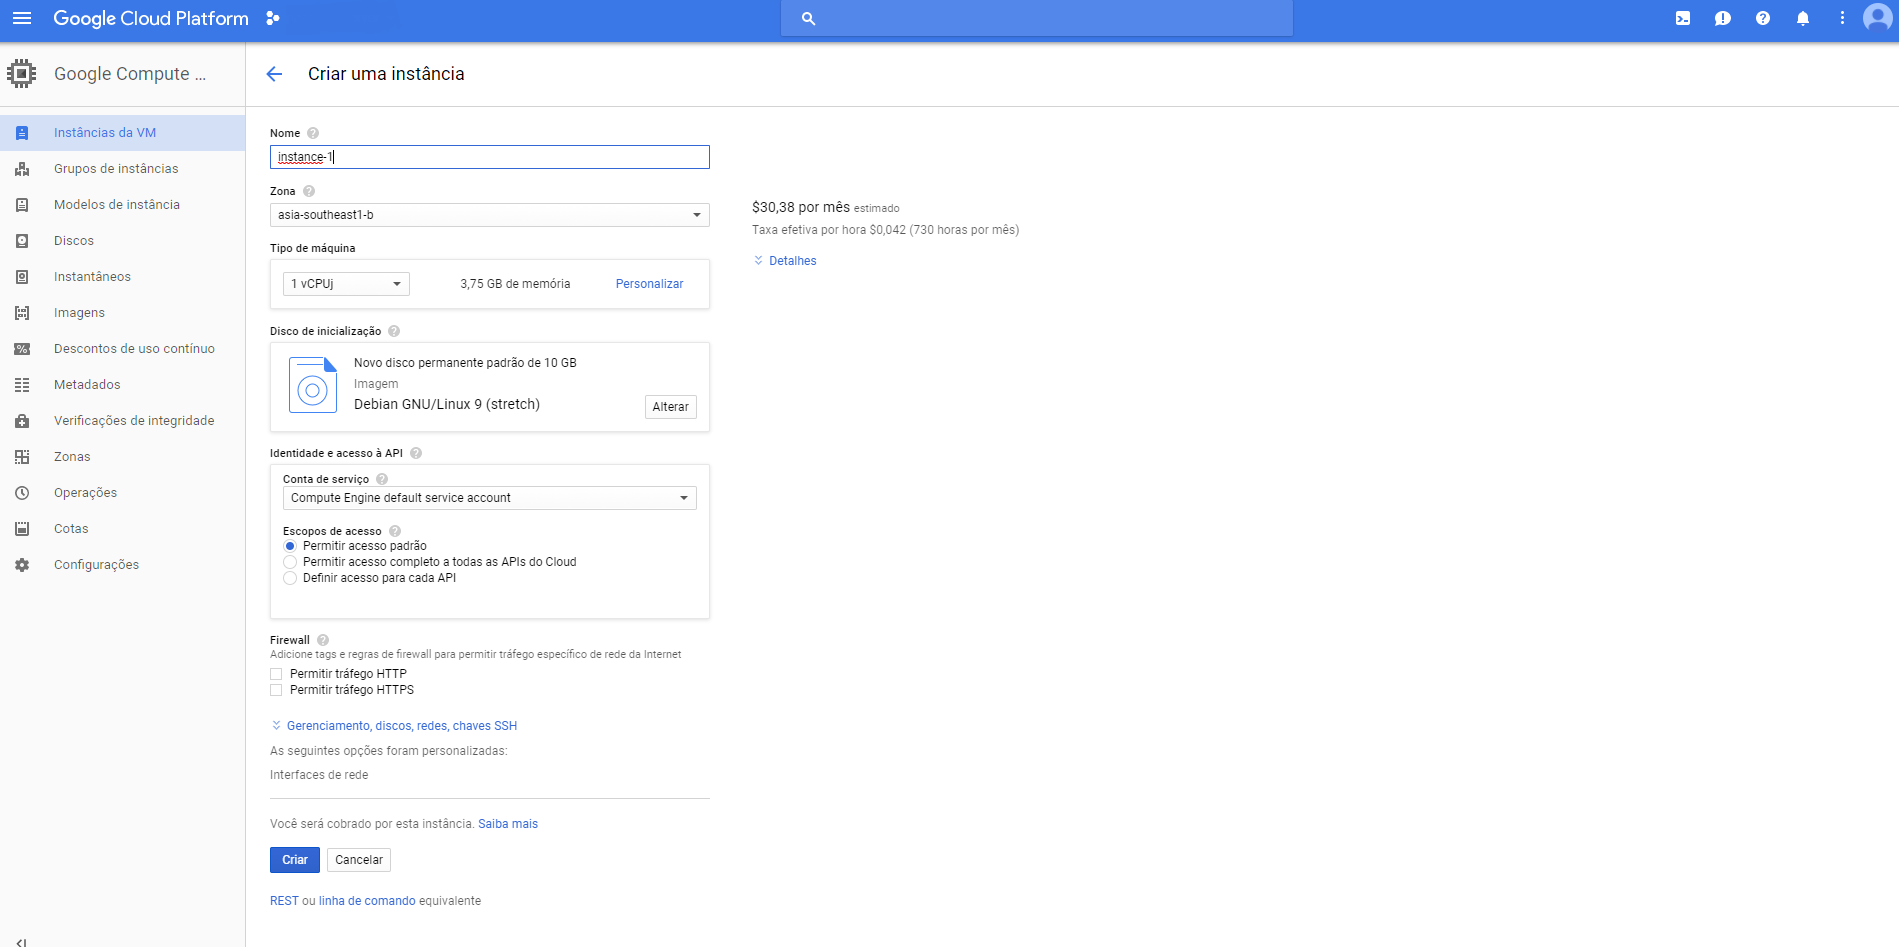 Google Cloud Platform
Google Compute ...
Criar uma instância
Instâncias da VM
Grupos de instâncias
Modelos de instância
Discos
Instantâneos
Imagens
Descontos de uso contínuo
Metadados
Verificações de integridade
Zonas
Operações
Cotas
Configurações
Nome
instance-1
Zona
asia-southeast1-b
Tipo de máquina
1 vCPUj
3,75 GB de memória
Personalizar
Disco de inicialização
Novo disco permanente padrão de 10 GB
Imagem
Debian GNU/Linux 9 (stretch)
Alterar
Identidade e acesso à API
Conta de serviço
Compute Engine default service account
Escopos de acesso
Permitir acesso padrão
Permitir acesso completo a todas as APIs do Cloud
Definir acesso para cada API
Firewall
Adicione tags e regras de firewall para permitir tráfego específico de rede da Internet
Permitir tráfego HTTP
Permitir tráfego HTTPS
Gerenciamento, discos, redes, chaves SSH
As seguintes opções foram personalizadas:
Interfaces de rede
Você será cobrado por esta instância. Saiba mais
Criar
Cancelar
REST ou linha de comando equivalente
$30,38 por mês estimado
Taxa efetiva por hora $0,042 (730 horas por mês)
Detalhes